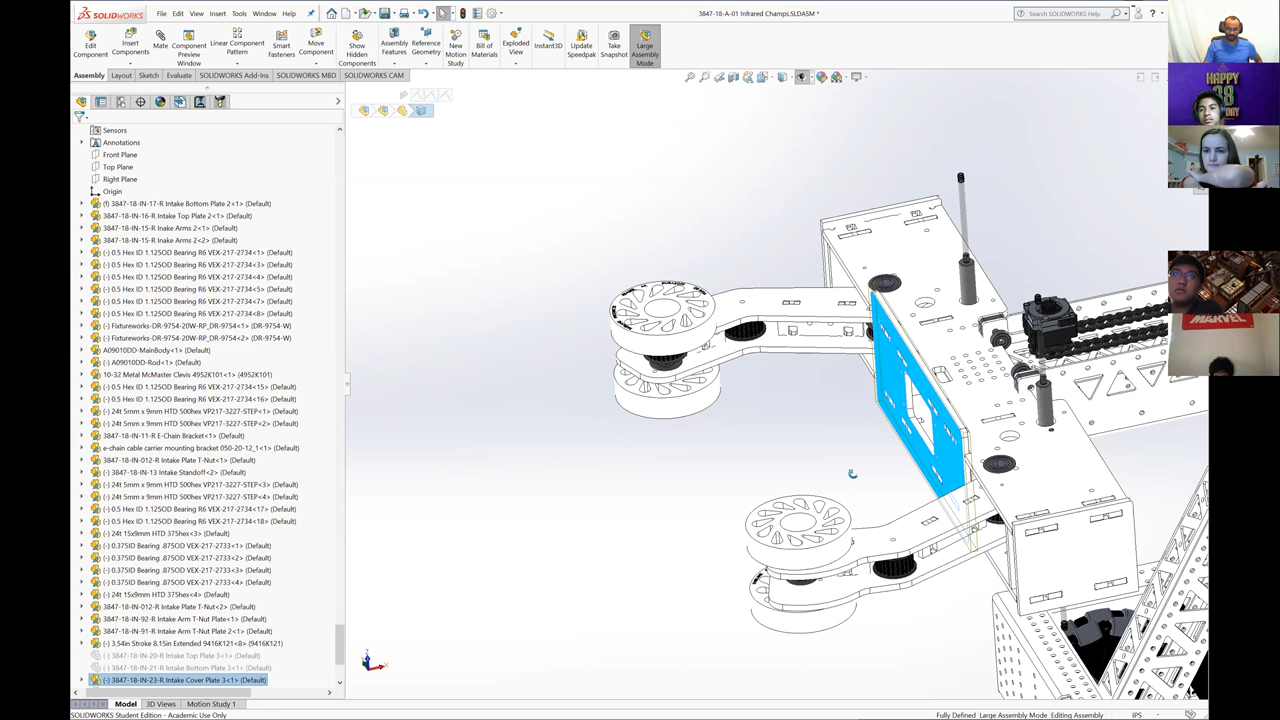 SOLIDWORKS File Edit View Insert Tools Window Help 3847-18-A-01 Infrared Champs.SLDASM * Search SOLIDWORKS Help ?
Edit Component Insert Components Mate Component Preview Window Linear Component Pattern Smart Fasteners Move Component Show Hidden Components Assembly Features Reference Geometry New Motion Study Bill of Materials Exploded View Instant3D Update Speedpak Take Snapshot Large Assembly Mode
Assembly Layout Sketch Evaluate SOLIDWORKS Add-Ins SOLIDWORKS MBD SOLIDWORKS CAM
Sensors
Annotations
Front Plane
Top Plane
Right Plane
Origin
(f) 3847-18-IN-17-R Intake Bottom Plate 2<1> (Default)
3847-18-IN-16-R Intake Top Plate 2<1> (Default)
3847-18-IN-15-R Inake Arms 2<1> (Default)
3847-18-IN-15-R Inake Arms 2<2> (Default)
(-) 0.5 Hex ID 1.125OD Bearing R6 VEX-217-2734<1> (Default)
(-) 0.5 Hex ID 1.125OD Bearing R6 VEX-217-2734<3> (Default)
(-) 0.5 Hex ID 1.125OD Bearing R6 VEX-217-2734<4> (Default)
(-) 0.5 Hex ID 1.125OD Bearing R6 VEX-217-2734<5> (Default)
(-) 0.5 Hex ID 1.125OD Bearing R6 VEX-217-2734<7> (Default)
(-) 0.5 Hex ID 1.125OD Bearing R6 VEX-217-2734<8> (Default)
(-) Fixtureworks-DR-9754-20W-RP_DR-9754<1> (DR-9754-W)
(-) Fixtureworks-DR-9754-20W-RP_DR-9754<2> (DR-9754-W)
A09010DD-MainBody<1> (Default)
(-) A09010DD-Rod<1> (Default)
10-32 Metal McMaster Clevis 4952K101<1> (4952K101)
(-) 0.5 Hex ID 1.125OD Bearing R6 VEX-217-2734<15> (Default)
(-) 0.5 Hex ID 1.125OD Bearing R6 VEX-217-2734<16> (Default)
(-) 24t 5mm x 9mm HTD 500hex VP217-3227-STEP<1> (Default)
(-) 24t 5mm x 9mm HTD 500hex VP217-3227-STEP<2> (Default)
3847-18-IN-11-R E-Chain Bracket<1> (Default)
e-chain cable carrier mounting bracket 050-20-12_1<1> (Default)
3847-18-IN-012-R Intake Plate T-Nut<1> (Default)
(-) 3847-18-IN-13 Intake Standoff<2> (Default)
(-) 24t 5mm x 9mm HTD 500hex VP217-3227-STEP<3> (Default)
(-) 24t 5mm x 9mm HTD 500hex VP217-3227-STEP<4> (Default)
(-) 0.5 Hex ID 1.125OD Bearing R6 VEX-217-2734<17> (Default)
(-) 0.5 Hex ID 1.125OD Bearing R6 VEX-217-2734<18> (Default)
(-) 24t 15x9mm HTD 375hex<3> (Default)
(-) 0.375ID Bearing .875OD VEX-217-2733<1> (Default)
(-) 0.375ID Bearing .875OD VEX-217-2733<2> (Default)
(-) 0.375ID Bearing .875OD VEX-217-2733<3> (Default)
(-) 0.375ID Bearing .875OD VEX-217-2733<4> (Default)
(-) 24t 15x9mm HTD 375hex<4> (Default)
3847-18-IN-012-R Intake Plate T-Nut<2> (Default)
3847-18-IN-92-R Intake Arm T-Nut Plate<1> (Default)
3847-18-IN-91-R Intake Arm T-Nut Plate 2<1> (Default)
(-) 3.54in Stroke 8.15in Extended 9416K121<8> (9416K121)
(-) 3847-18-IN-20-R Intake Top Plate 3<1> (Default)
(-) 3847-18-IN-21-R Intake Bottom Plate 3<1> (Default)
(-) 3847-18-IN-23-R Intake Cover Plate 3<1> (Default)
Model 3D Views Motion Study 1
SOLIDWORKS Student Edition - Academic Use Only Fully Defined Large Assembly Mode Editing Assembly IPS
HAPPY
DAY
MARVEL